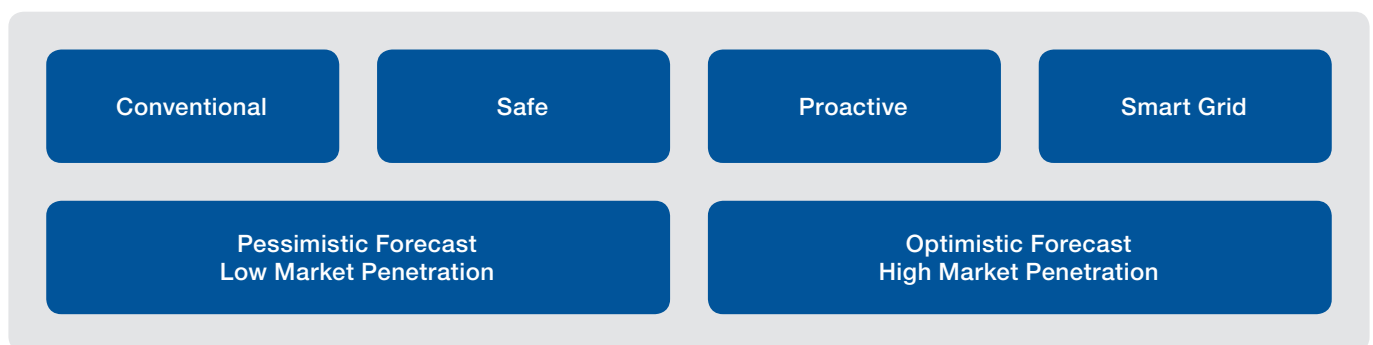 Conventional
Safe
Proactive
Smart Grid
Pessimistic Forecast
Low Market Penetration
Optimistic Forecast
High Market Penetration